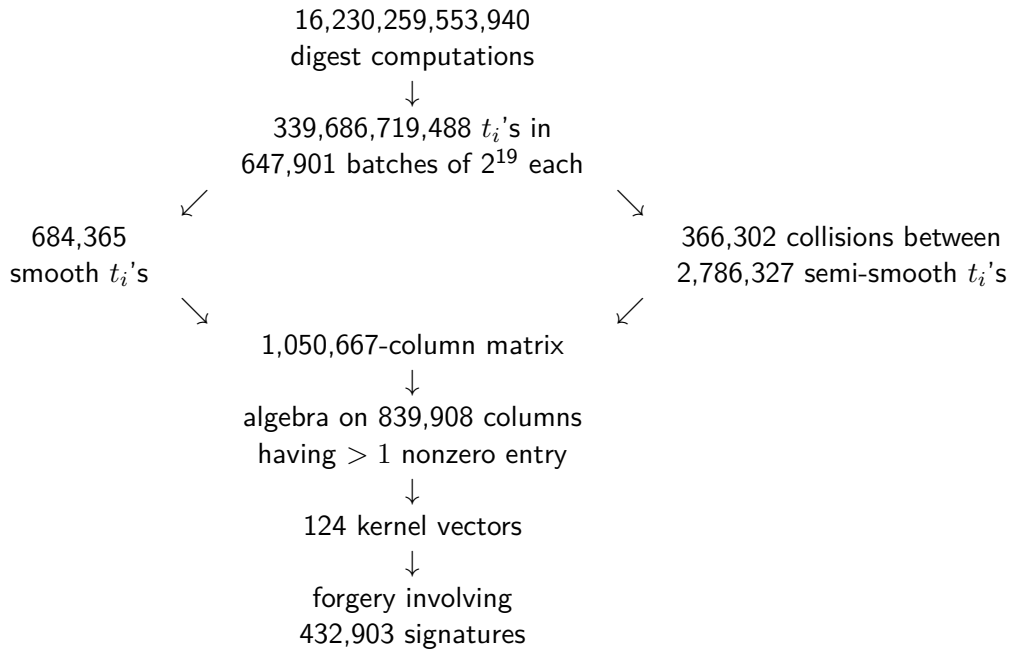 16,230,259,553,940
digest computations
↓
339,686,719,488 t_i's in
647,901 batches of 2^19 each
↙ ↘
684,365
smooth t_i's
366,302 collisions between
2,786,327 semi-smooth t_i's
↘ ↙
1,050,667-column matrix
↓
algebra on 839,908 columns
having > 1 nonzero entry
↓
124 kernel vectors
↓
forgery involving
432,903 signatures